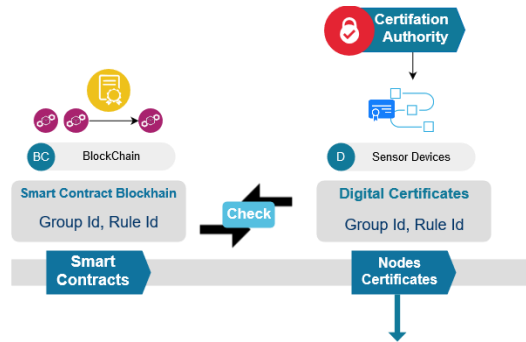 Certifation
Authority
BC
BlockChain
D
Sensor Devices
Smart Contract Blockhain
Group Id, Rule Id
Check
Digital Certificates
Group Id, Rule Id
Smart
Contracts
Nodes
Certificates